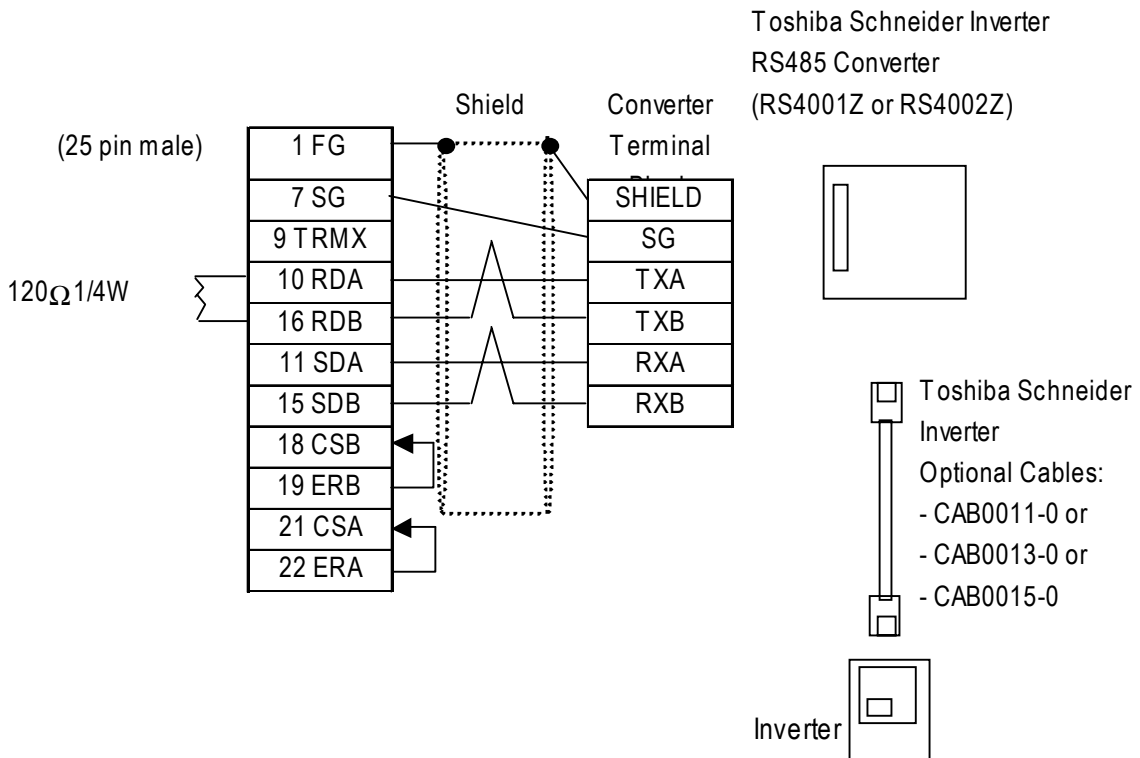 Toshiba Schneider Inverter
RS485 Converter
(RS4001Z or RS4002Z)
Shield
Converter
Terminal
(25 pin male)
1 FG
7 SG
9 TRMX
10 RDA
16 RDB
11 SDA
15 SDB
18 CSB
19 ERB
21 CSA
22 ERA
120Ω 1/4W
SHIELD
SG
TXA
TXB
RXA
RXB
Toshiba Schneider
Inverter
Optional Cables:
- CAB0011-0 or
- CAB0013-0 or
- CAB0015-0
Inverter